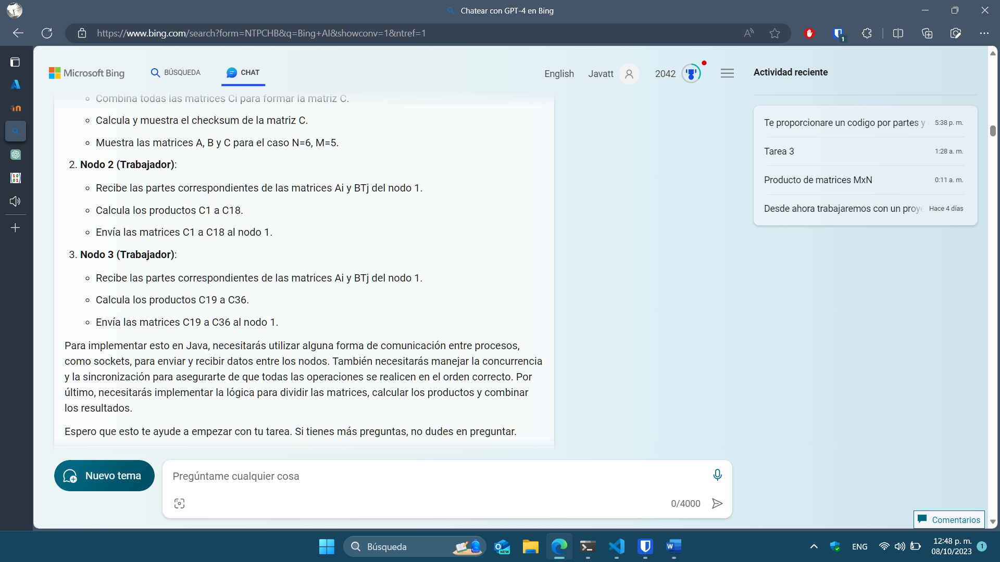 Chatear con GPT-4 en Bing
https://www.bing.com/search?form=NTPCHB&q=Bing+AI&showconv=1&ntref=1
1
Microsoft Bing
BÚSQUEDA
CHAT
English
Javatt
2042
Combina todas las matrices Ci para formar la matriz C.
Calcula y muestra el checksum de la matriz C.
Muestra las matrices A, B y C para el caso N=6, M=5.
2. Nodo 2 (Trabajador):
Recibe las partes correspondientes de las matrices Ai y BTj del nodo 1.
Calcula los productos C1 a C18.
Envía las matrices C1 a C18 al nodo 1.
3. Nodo 3 (Trabajador):
Recibe las partes correspondientes de las matrices Ai y BTj del nodo 1.
Calcula los productos C19 a C36.
Envía las matrices C19 a C36 al nodo 1.
Para implementar esto en Java, necesitarás utilizar alguna forma de comunicación entre procesos,
como sockets, para enviar y recibir datos entre los nodos. También necesitarás manejar la concurrencia
y la sincronización para asegurarte de que todas las operaciones se realicen en el orden correcto. Por
último, necesitarás implementar la lógica para dividir las matrices, calcular los productos y combinar
los resultados.
Espero que esto te ayude a empezar con tu tarea. Si tienes más preguntas, no dudes en preguntar.
Nuevo tema
Pregúntame cualquier cosa
0/4000
Actividad reciente
Te proporcionare un codigo por partes y 5:38 p. m.
Tarea 3 1:28 a. m.
Producto de matrices MxN 0:11 a. m.
Desde ahora trabajaremos con un proye Hace 4 días
Comentarios
Búsqueda
NEW
ENG
12:48 p. m.
08/10/2023
1